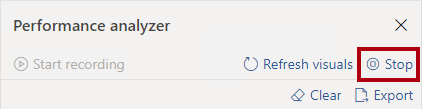 Performance analyzer
Start recording Refresh visuals Stop
Clear Export